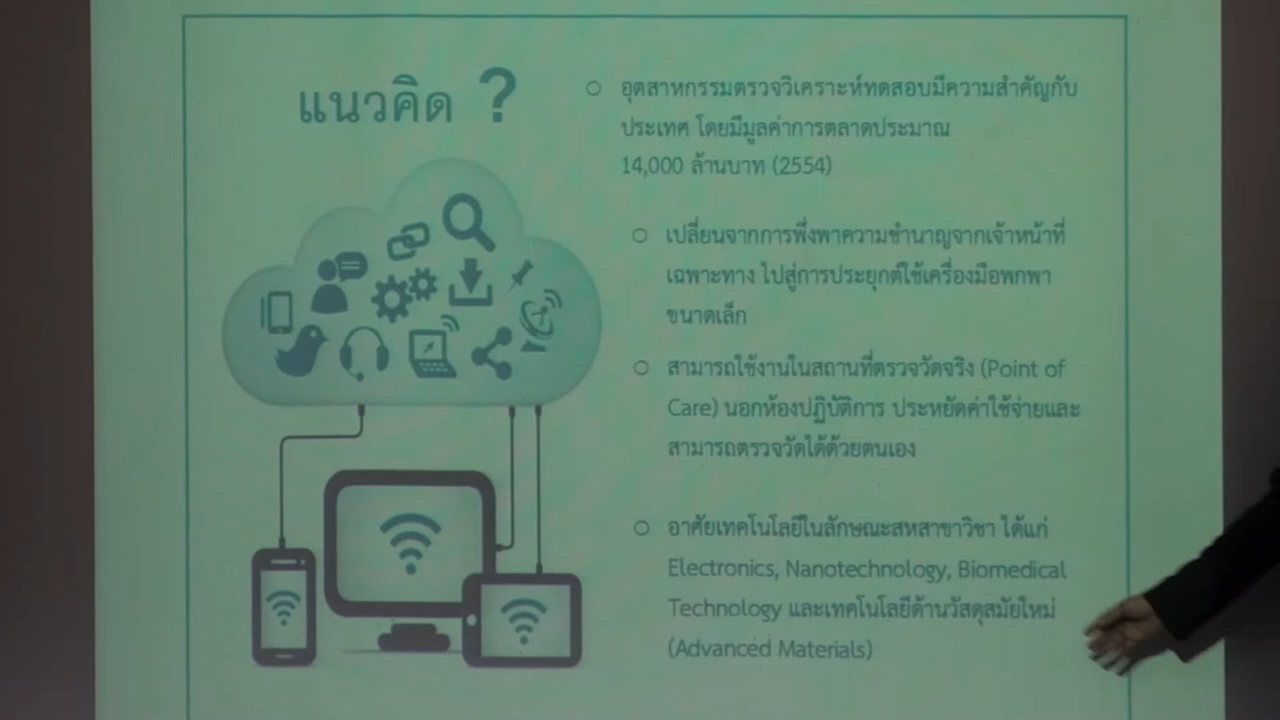 แนวคิด ?
○ อุตสาหกรรมตรวจวิเคราะห์ทดสอบมีความสำคัญกับ
ประเทศ โดยมีมูลค่าการตลาดประมาณ
14,000 ล้านบาท (2554)
○ เปลี่ยนจากการพึ่งพาความชำนาญจากเจ้าหน้าที่
เฉพาะทาง ไปสู่การประยุกต์ใช้เครื่องมือพกพา
ขนาดเล็ก
○ สามารถใช้งานในสถานที่ตรวจวัดจริง (Point of
Care) นอกห้องปฏิบัติการ ประหยัดค่าใช้จ่ายและ
สามารถตรวจวัดได้ด้วยตนเอง
○ อาศัยเทคโนโลยีในลักษณะสหสาขาวิชา ได้แก่
Electronics, Nanotechnology, Biomedical
Technology และเทคโนโลยีด้านวัสดุสมัยใหม่
(Advanced Materials)